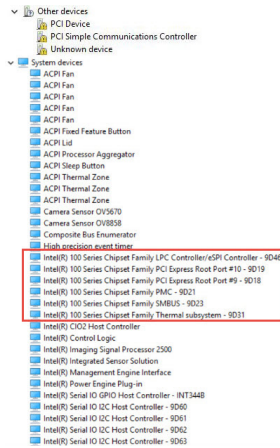 Other devices
PCI Device
PCI Simple Communications Controller
Unknown device
System devices
ACPI Fan
ACPI Fan
ACPI Fan
ACPI Fan
ACPI Fan
ACPI Fixed Feature Button
ACPI Lid
ACPI Processor Aggregator
ACPI Sleep Button
ACPI Thermal Zone
ACPI Thermal Zone
ACPI Thermal Zone
Camera Sensor OV5670
Camera Sensor OV8858
Composite Bus Enumerator
High precision event timer
Intel(R) 100 Series Chipset Family LPC Controller/eSPI Controller - 9D46
Intel(R) 100 Series Chipset Family PCI Express Root Port #10 - 9D19
Intel(R) 100 Series Chipset Family PCI Express Root Port #9 - 9D18
Intel(R) 100 Series Chipset Family PMC - 9D21
Intel(R) 100 Series Chipset Family SMBUS - 9D23
Intel(R) 100 Series Chipset Family Thermal subsystem - 9D31
Intel(R) CIO2 Host Controller
Intel(R) Control Logic
Intel(R) Imaging Signal Processor 2500
Intel(R) Integrated Sensor Solution
Intel(R) Management Engine Interface
Intel(R) Power Engine Plug-in
Intel(R) Serial IO GPIO Host Controller - INT344B
Intel(R) Serial IO I2C Host Controller - 9D60
Intel(R) Serial IO I2C Host Controller - 9D61
Intel(R) Serial IO I2C Host Controller - 9D62
Intel(R) Serial IO I2C Host Controller - 9D63